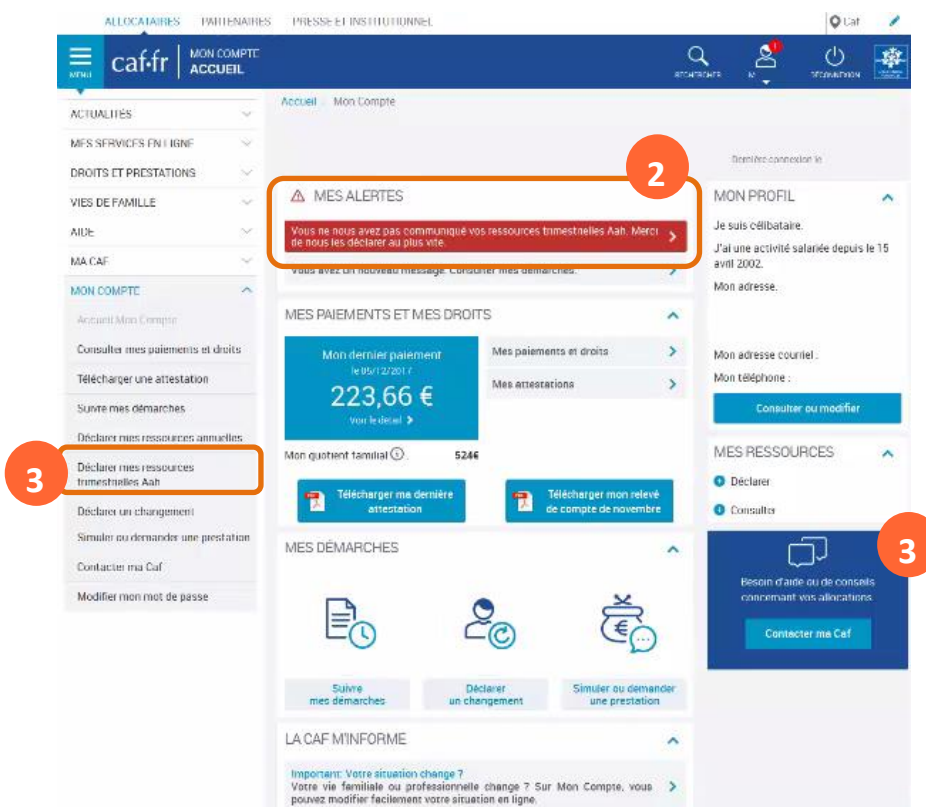 ALLOCATAIRES PARTENAIRES PRESSE ET INSTITUTIONNEL
Caf
MENU
caf·fr
MON COMPTE
ACCUEIL
RECHERCHER
DÉCONNEXION
ACTUALITÉS
MES SERVICES EN LIGNE
DROITS ET PRESTATIONS
VIES DE FAMILLE
AIDE
MA CAF
MON COMPTE
Accueil Mon Compte
Consulter mes paiements et droits
Télécharger une attestation
Suivre mes démarches
Déclarer mes ressources annuelles
3
Déclarer mes ressources
trimestrielles Aah
Déclarer un changement
Simuler ou demander une prestation
Contacter ma Caf
Modifier mon mot de passe
Accueil Mon Compte
2
MES ALERTES
Vous ne nous avez pas communiqué vos ressources trimestrielles Aah. Merci
de nous les déclarer au plus vite.
Vous avez un nouveau message. Consulter mes démarches.
MES PAIEMENTS ET MES DROITS
Mon dernier paiement
le 05/12/2017
223,66 €
Voir le détail
Mes paiements et droits
Mes attestations
Mon quotient familial 524€
Télécharger ma dernière
attestation
Télécharger mon relevé
de compte de novembre
MES DÉMARCHES
Suivre
mes démarches
Déclarer
un changement
Simuler ou demander
une prestation
LA CAF M'INFORME
Important: Votre situation change ?
Votre vie familiale ou professionnelle change ? Sur Mon Compte, vous
pouvez modifier facilement votre situation en ligne.
Dernière connexion le
MON PROFIL
Je suis célibataire.
J'ai une activité salariée depuis le 15
avril 2002.
Mon adresse.
Mon adresse courriel :
Mon téléphone :
Consulter ou modifier
MES RESSOURCES
Déclarer
Consulter
3
Besoin d'aide ou de conseils
concernant vos allocations
Contacter ma Caf